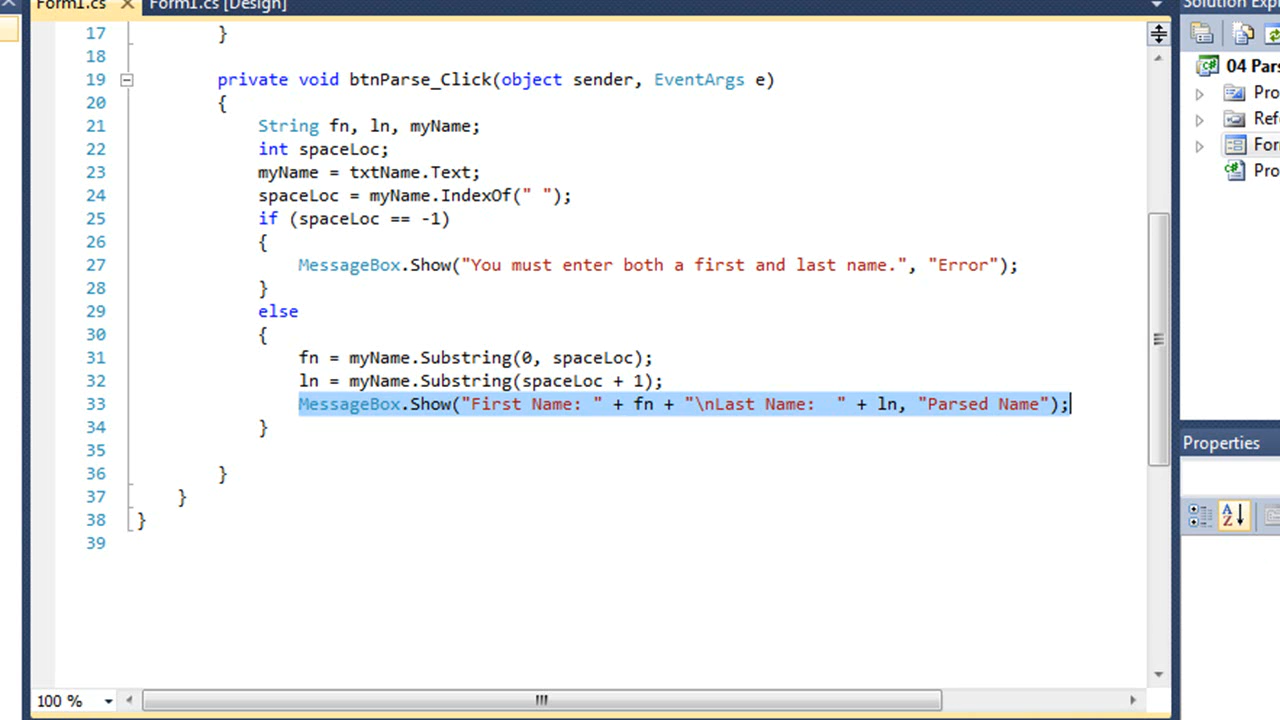 Form1.cs × Form1.cs [Design]
Solution Expl
17 }
18
19 private void btnParse_Click(object sender, EventArgs e)
20 {
21 String fn, ln, myName;
22 int spaceLoc;
23 myName = txtName.Text;
24 spaceLoc = myName.IndexOf(" ");
25 if (spaceLoc == -1)
26 {
27 MessageBox.Show("You must enter both a first and last name.", "Error");
28 }
29 else
30 {
31 fn = myName.Substring(0, spaceLoc);
32 ln = myName.Substring(spaceLoc + 1);
33 MessageBox.Show("First Name: " + fn + "\nLast Name:  " + ln, "Parsed Name");
34 }
35
36 }
37 }
38 }
39
100 %
04 Pars
Pro
Ref
For
Pro
Properties